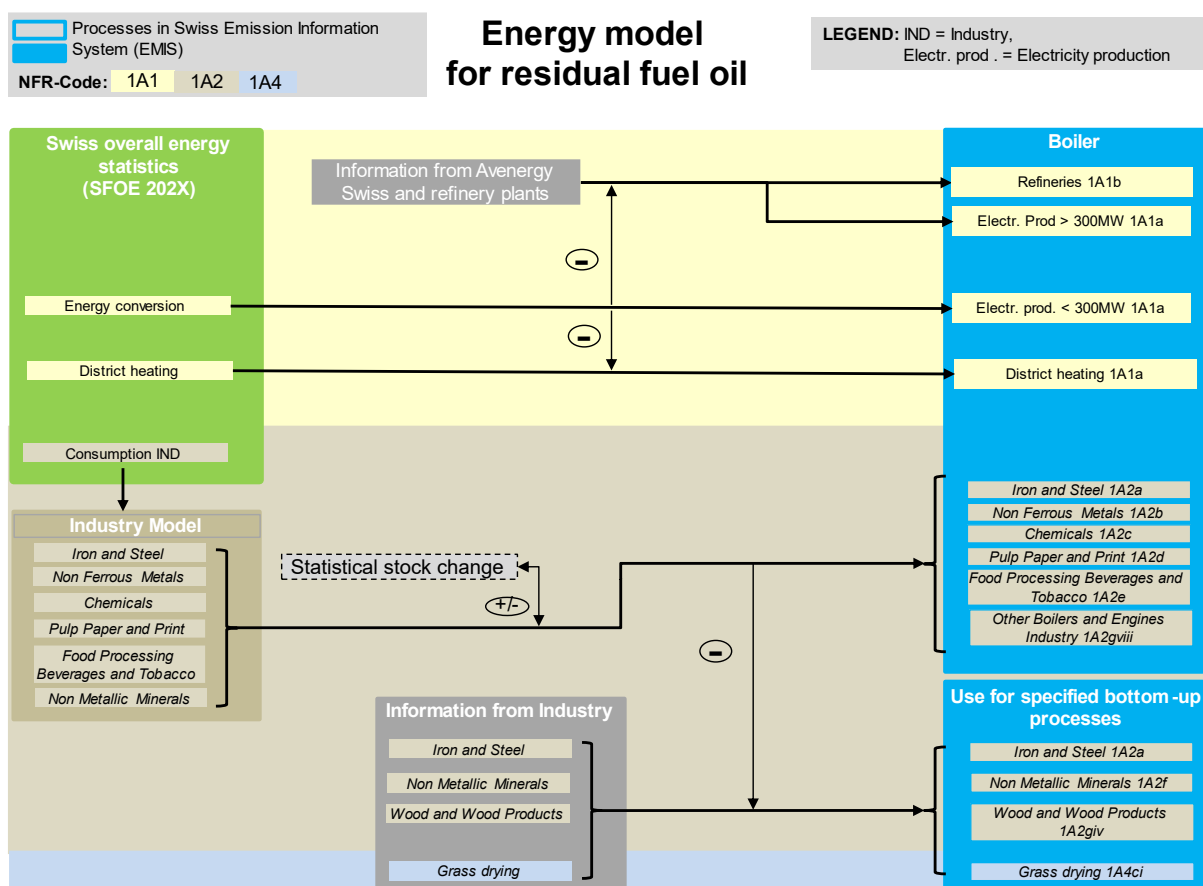 Processes in Swiss Emission Information
System (EMIS)
NFR-Code: 1A1 1A2 1A4
Energy model
for residual fuel oil
LEGEND: IND = Industry,
Electr. prod . = Electricity production
Swiss overall energy
statistics
(SFOE 202X)
Energy conversion
District heating
Consumption IND
Information from Avenergy
Swiss and refinery plants
-
-
Boiler
Refineries 1A1b
Electr. Prod > 300MW 1A1a
Electr. prod. < 300MW 1A1a
District heating 1A1a
Industry Model
Iron and Steel
Non Ferrous Metals
Chemicals
Pulp Paper and Print
Food Processing
Beverages and Tobacco
Non Metallic Minerals
Statistical stock change
+/-
-
Iron and Steel 1A2a
Non Ferrous Metals 1A2b
Chemicals 1A2c
Pulp Paper and Print 1A2d
Food Processing Beverages and
Tobacco 1A2e
Other Boilers and Engines
Industry 1A2gviii
Information from Industry
Iron and Steel
Non Metallic Minerals
Wood and Wood Products
Grass drying
Use for specified bottom-up
processes
Iron and Steel 1A2a
Non Metallic Minerals 1A2f
Wood and Wood Products
1A2giv
Grass drying 1A4ci